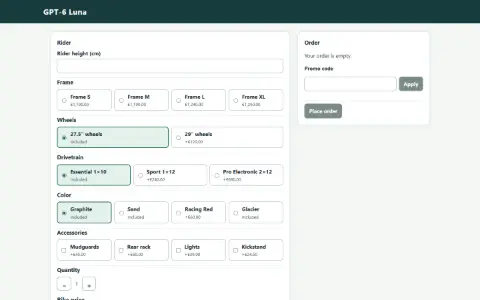 GPT-6 Luna
Rider
Rider height (cm)
Frame
Frame S
Frame M
Frame L
Frame XL
Wheels
27.5" wheels
included
29" wheels
Drivetrain
Essential 1×10
included
Sport 1×12
Pro Electronic 2×12
Color
Graphite
included
Sand
included
Racing Red
Glacier
included
Accessories
Mudguards
Rear rack
Lights
Kickstand
Quantity
− 1 +
Bike price
Order
Your order is empty.
Promo code
Apply
Place order